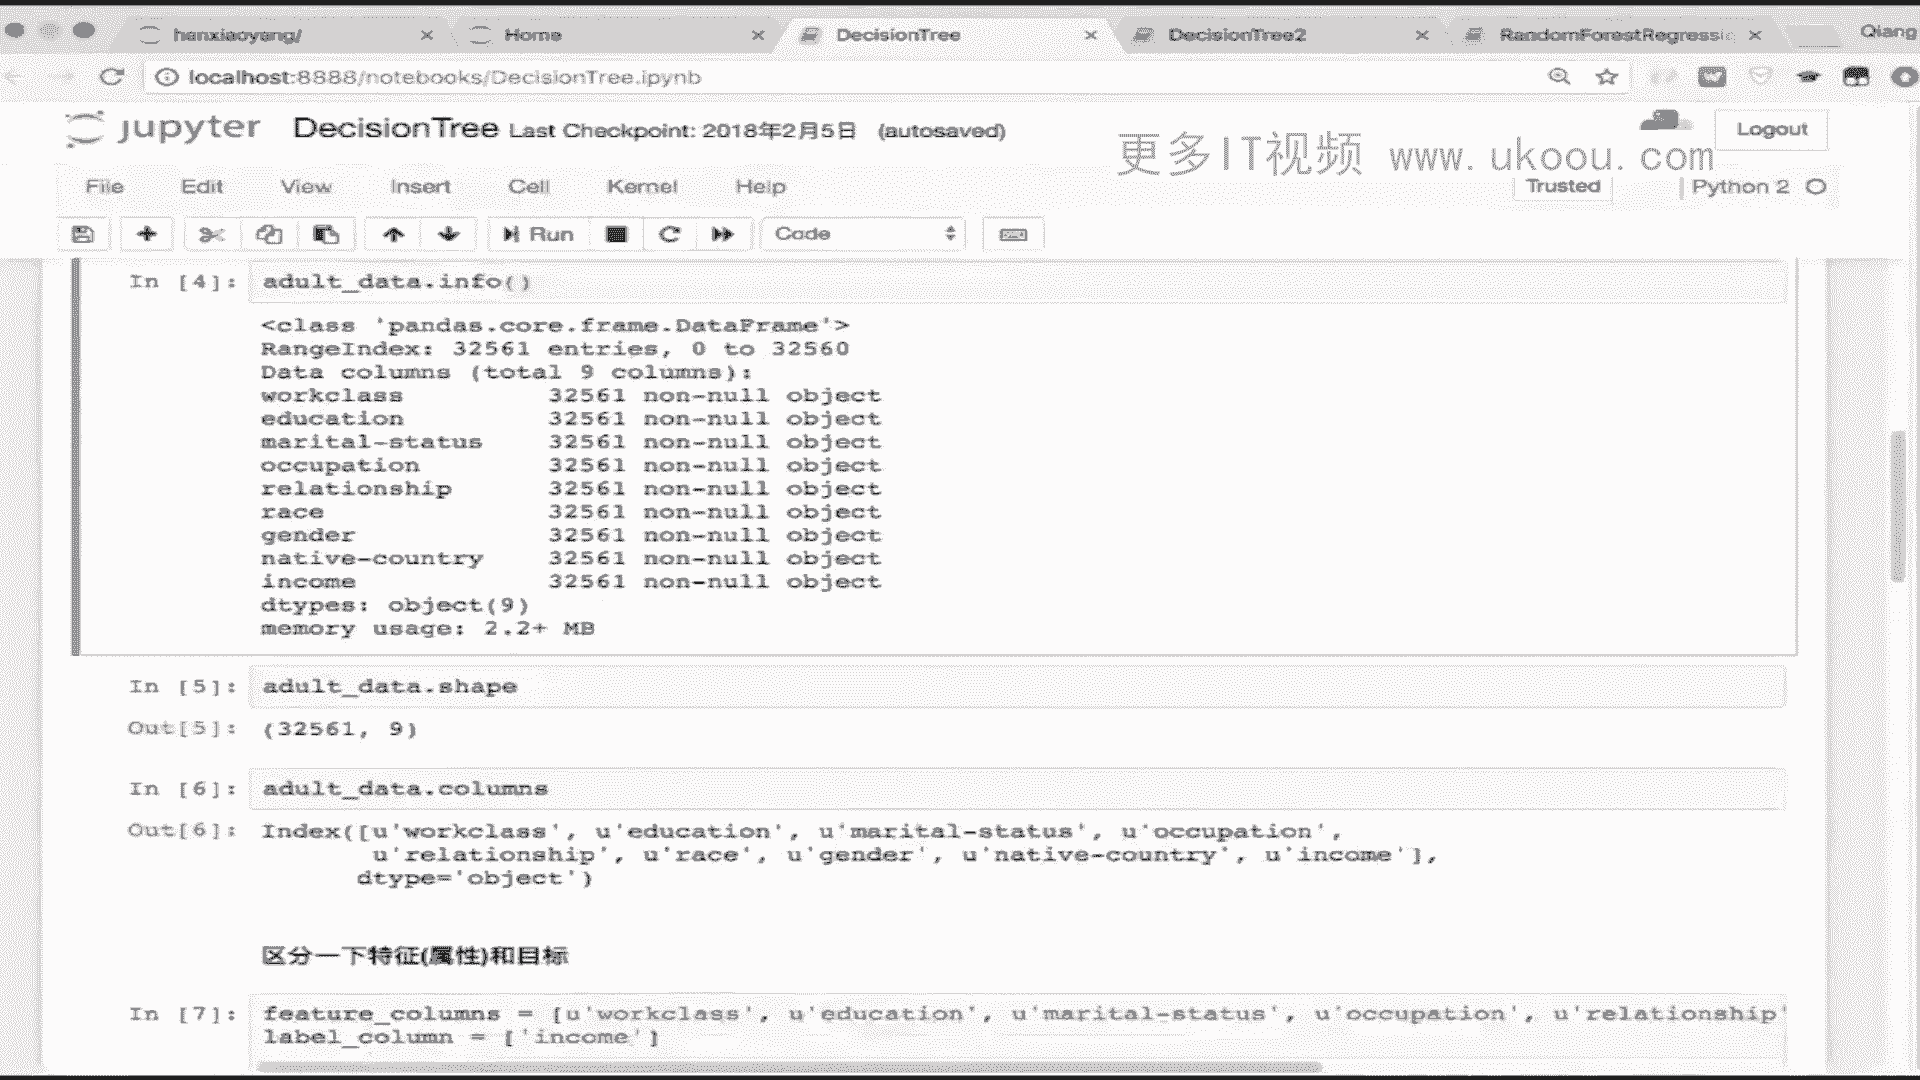 hanxiaoyang/
Home
DecisionTree
DecisionTree2
RandomForestRegressi
Qiang
localhost:8888/notebooks/DecisionTree.ipynb
jupyter DecisionTree Last Checkpoint: 2018年2月5日 (autosaved)
Logout
更多IT视频 www.ukoou.com
File Edit View Insert Cell Kernel Help
Trusted
Python 2
Run
Code
In [4]: adult_data.info()
<class 'pandas.core.frame.DataFrame'>
RangeIndex: 32561 entries, 0 to 32560
Data columns (total 9 columns):
workclass 32561 non-null object
education 32561 non-null object
marital-status 32561 non-null object
occupation 32561 non-null object
relationship 32561 non-null object
race 32561 non-null object
gender 32561 non-null object
native-country 32561 non-null object
income 32561 non-null object
dtypes: object(9)
memory usage: 2.2+ MB
In [5]: adult_data.shape
Out[5]: (32561, 9)
In [6]: adult_data.columns
Out[6]: Index([u'workclass', u'education', u'marital-status', u'occupation',
u'relationship', u'race', u'gender', u'native-country', u'income'],
dtype='object')
区分一下特征(属性)和目标
In [7]: feature_columns = [u'workclass', u'education', u'marital-status', u'occupation', u'relationship'
label_column = ['income']